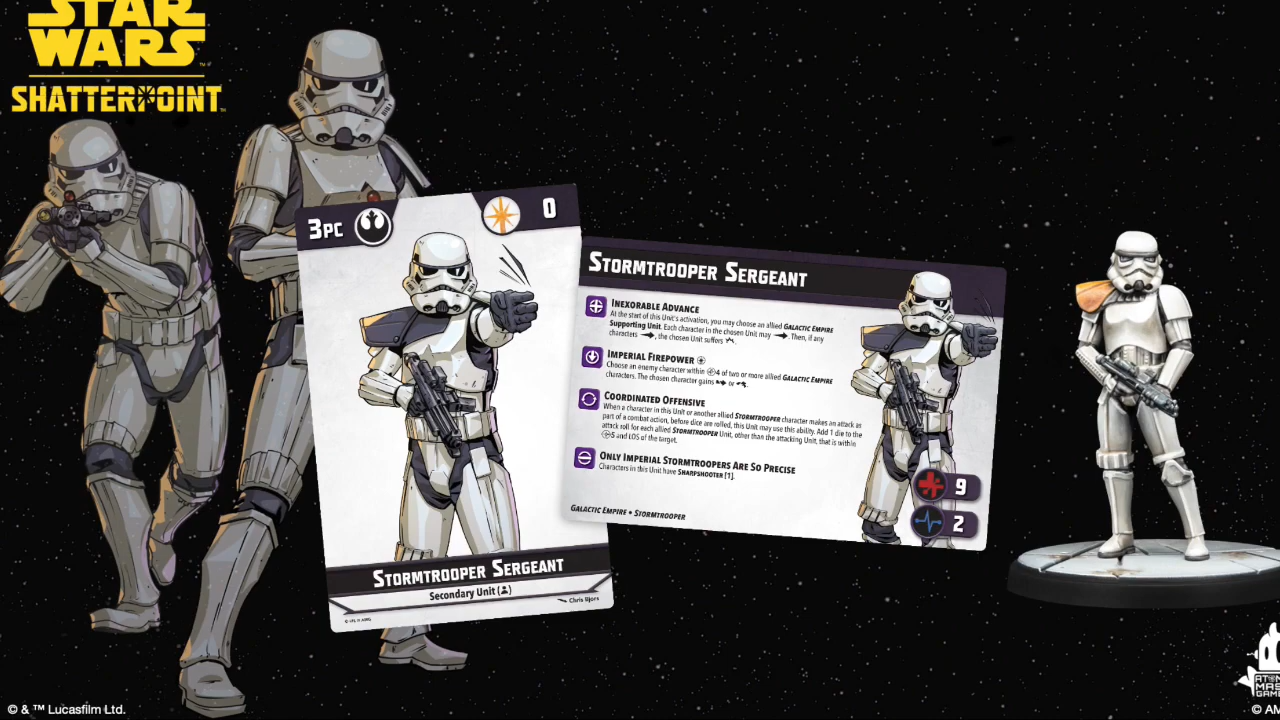 STAR
WARS
SHATTERPOINT
3PC
0
STORMTROOPER SERGEANT
Secondary Unit
Chris Bjors
STORMTROOPER SERGEANT
INEXORABLE ADVANCE
At the start of this Unit's activation, you may choose an allied GALACTIC EMPIRE
Supporting Unit. Each character in the chosen Unit may . Then, if any
characters , the chosen Unit suffers .
IMPERIAL FIREPOWER
Choose an enemy character within 4 of two or more allied GALACTIC EMPIRE
characters. The chosen character gains or .
COORDINATED OFFENSIVE
When a character in this Unit or another allied STORMTROOPER character makes an attack as
part of a combat action, before dice are rolled, this Unit may use this ability. Add 1 die to the
attack roll for each allied STORMTROOPER Unit, other than the attacking Unit, that is within
5 and LOS of the target.
ONLY IMPERIAL STORMTROOPERS ARE SO PRECISE
Characters in this Unit have SHARPSHOOTER [1].
9
2
GALACTIC EMPIRE • STORMTROOPER
© & ™ Lucasfilm Ltd.
© AM